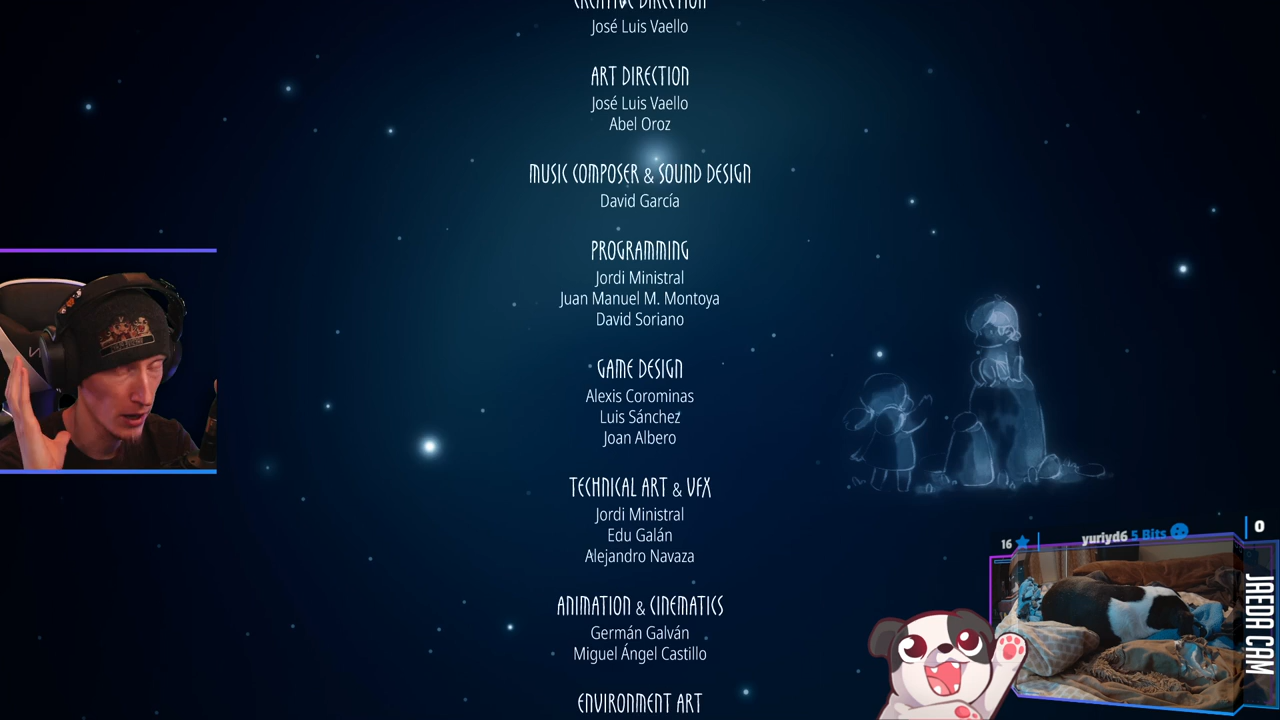 CREATIVE DIRECTION
José Luis Vaello
ART DIRECTION
José Luis Vaello
Abel Oroz
MUSIC COMPOSER & SOUND DESIGN
David García
PROGRAMMING
Jordi Ministral
Juan Manuel M. Montoya
David Soriano
GAME DESIGN
Alexis Corominas
Luis Sánchez
Joan Albero
TECHNICAL ART & VFX
Jordi Ministral
Edu Galán
Alejandro Navaza
ANIMATION & CINEMATICS
Germán Galván
Miguel Ángel Castillo
ENVIRONMENT ART
16
yuriyd6 5 Bits
0
JAEDA CAM